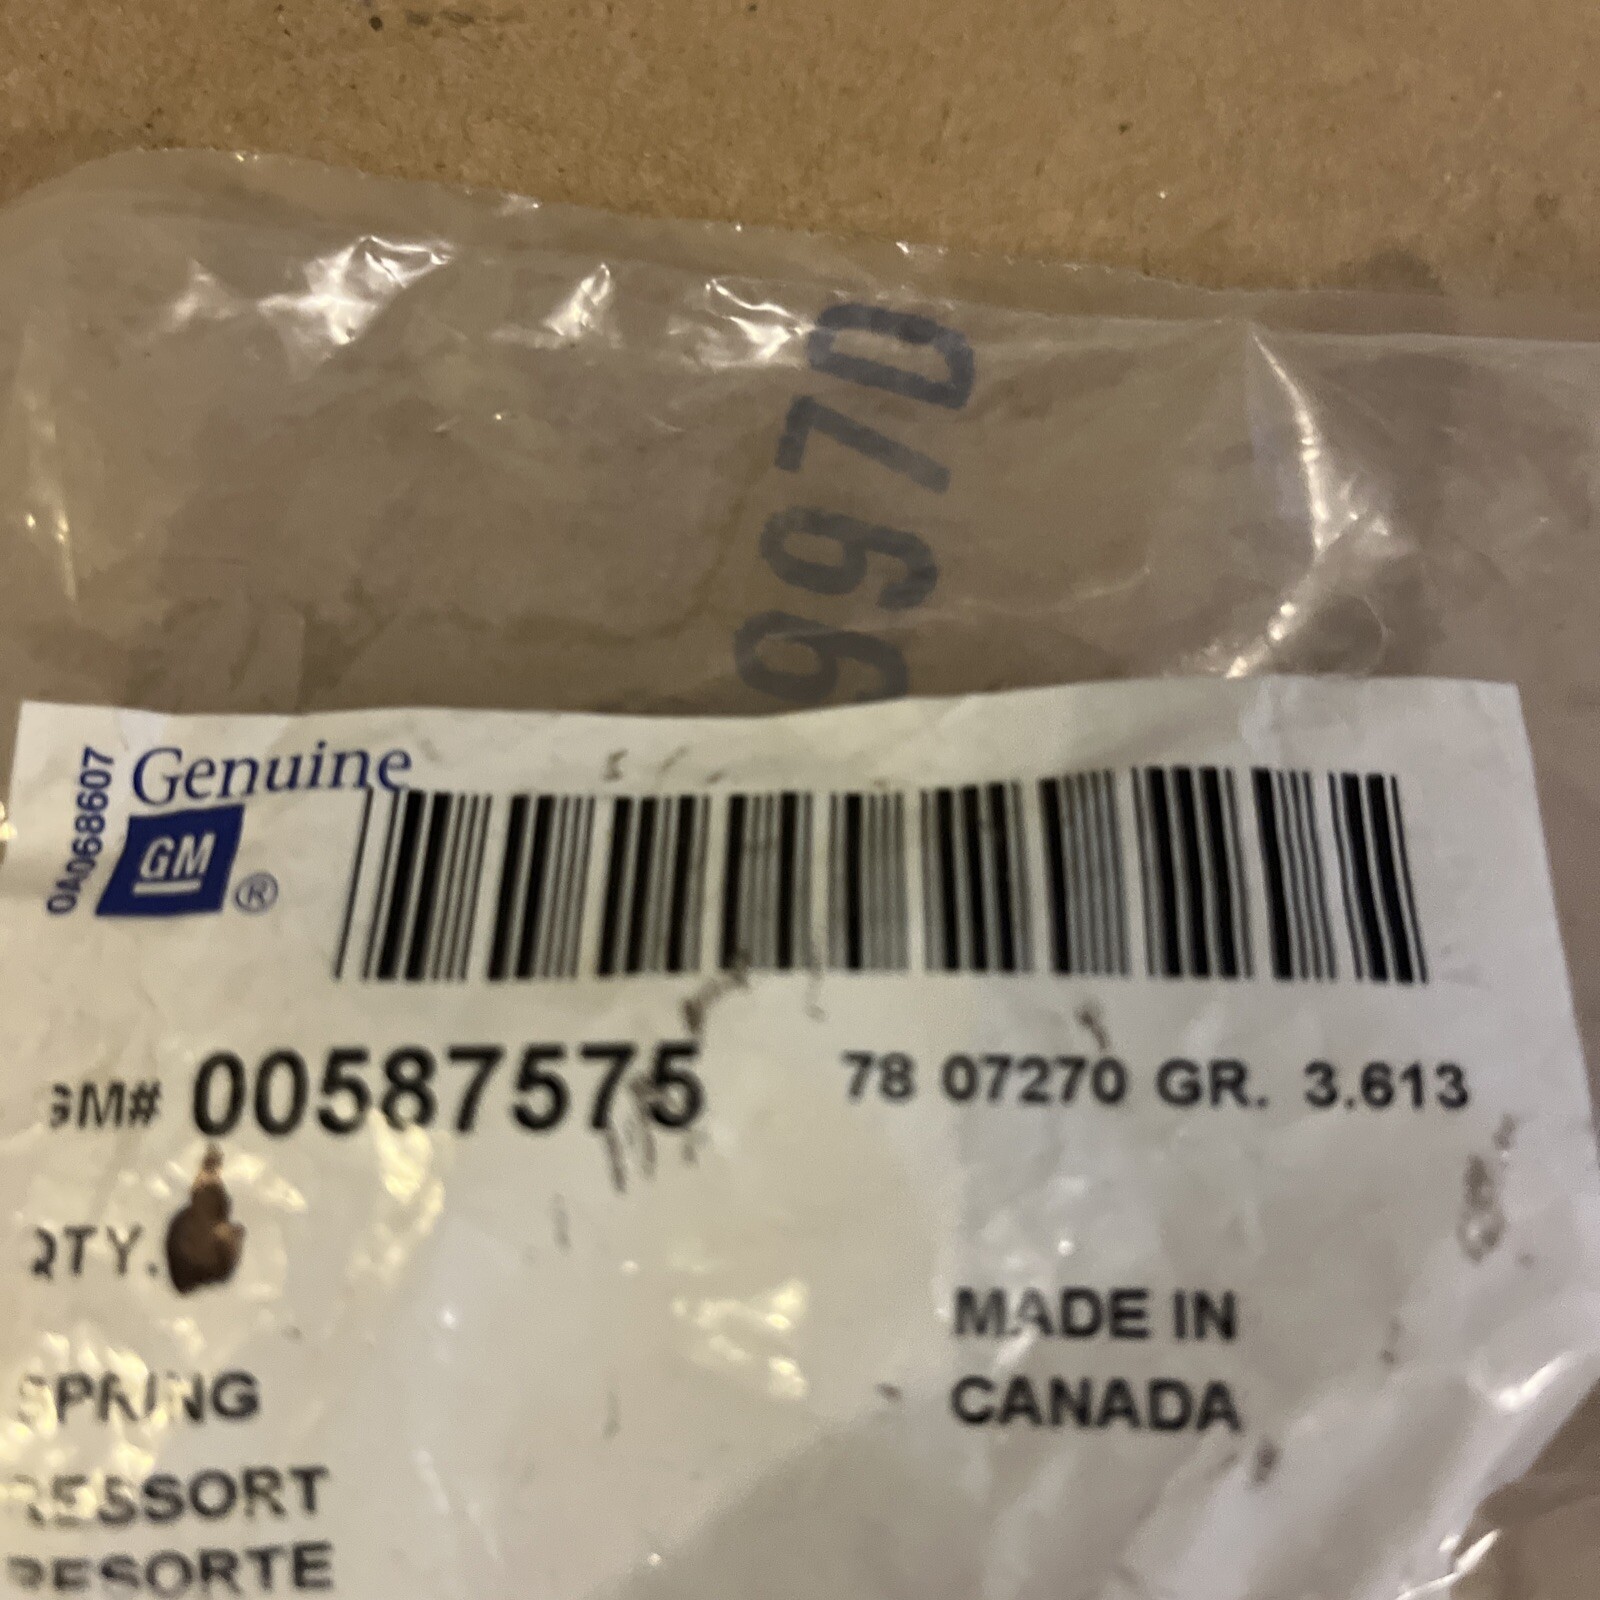 997D
0A068607
Genuine
GM ®
GM# 00587575 78 07270 GR. 3.613
QTY.
MADE IN
CANADA
SPRING
RESSORT
RESORTE